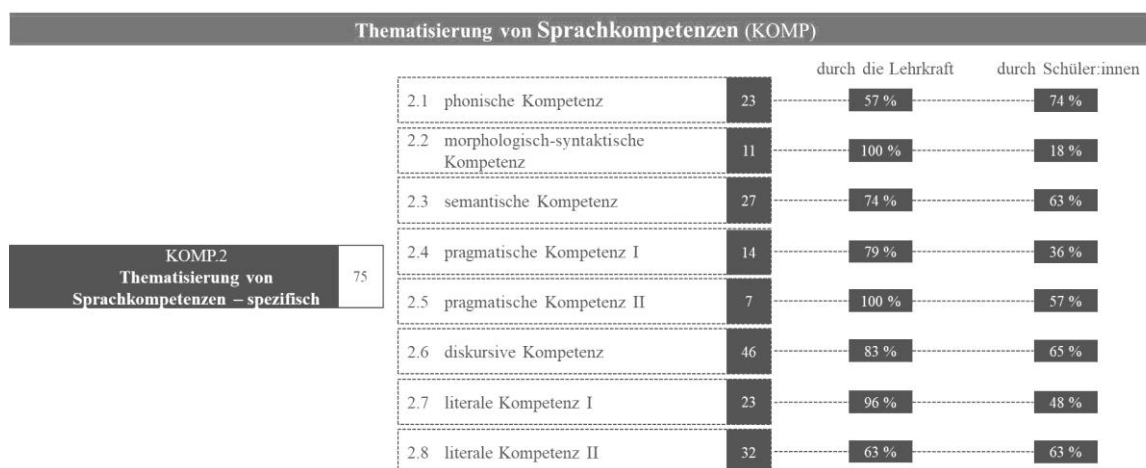 Thematisierung von Sprachkompetenzen (KOMP)
durch die Lehrkraft durch Schüler:innen
2.1 phonische Kompetenz 23 57 % 74 %
2.2 morphologisch-syntaktische
Kompetenz 11 100 % 18 %
2.3 semantische Kompetenz 27 74 % 63 %
KOMP.2
Thematisierung von
Sprachkompetenzen – spezifisch
75
2.4 pragmatische Kompetenz I 14 79 % 36 %
2.5 pragmatische Kompetenz II 7 100 % 57 %
2.6 diskursive Kompetenz 46 83 % 65 %
2.7 literale Kompetenz I 23 96 % 48 %
2.8 literale Kompetenz II 32 63 % 63 %